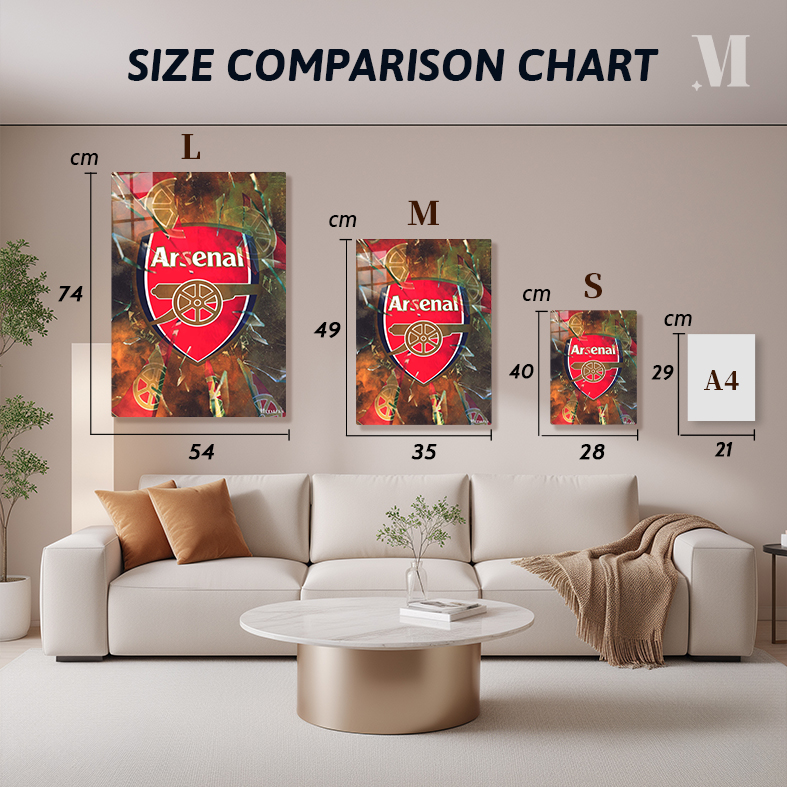 SIZE COMPARISON CHART
M
cm
L
74
54
Arsenal
cm
M
49
35
Arsenal
cm
S
40
28
Arsenal
cm
29
A4
21